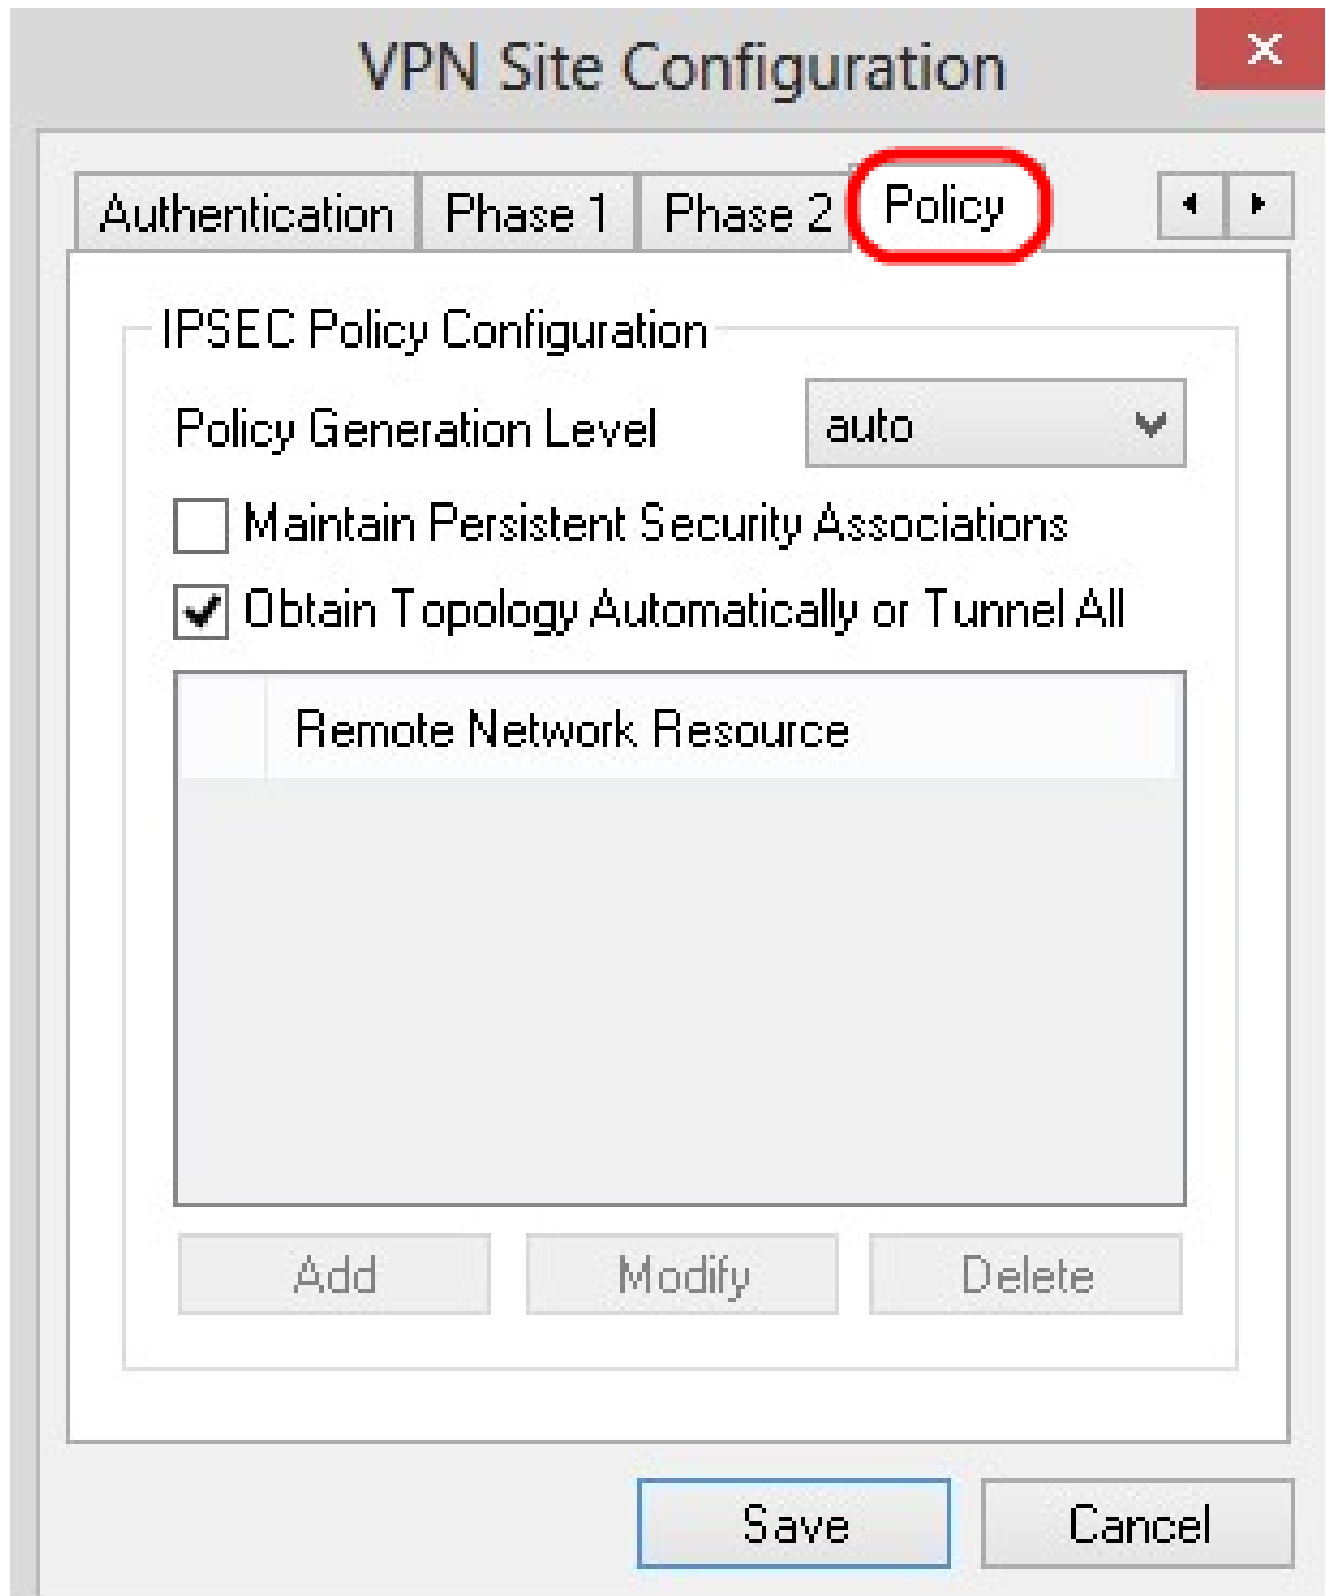 VPN Site Configuration
Authentication Phase 1 Phase 2 Policy
IPSEC Policy Configuration
Policy Generation Level auto
Maintain Persistent Security Associations
Obtain Topology Automatically or Tunnel All
Remote Network Resource
Add Modify Delete
Save Cancel